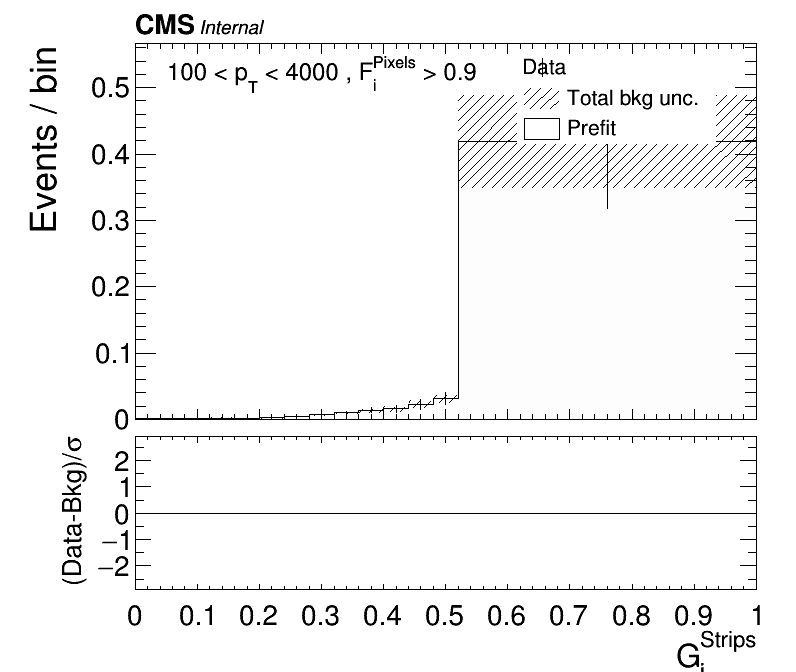 CMS Internal
100 < p_T < 4000 , F_i^Pixels > 0.9
Data
Total bkg unc.
Prefit
Events / bin
0.5
0.4
0.3
0.2
0.1
0
(Data-Bkg)/σ
2
1
0
−1
−2
0 0.1 0.2 0.3 0.4 0.5 0.6 0.7 0.8 0.9 1
G_i^Strips